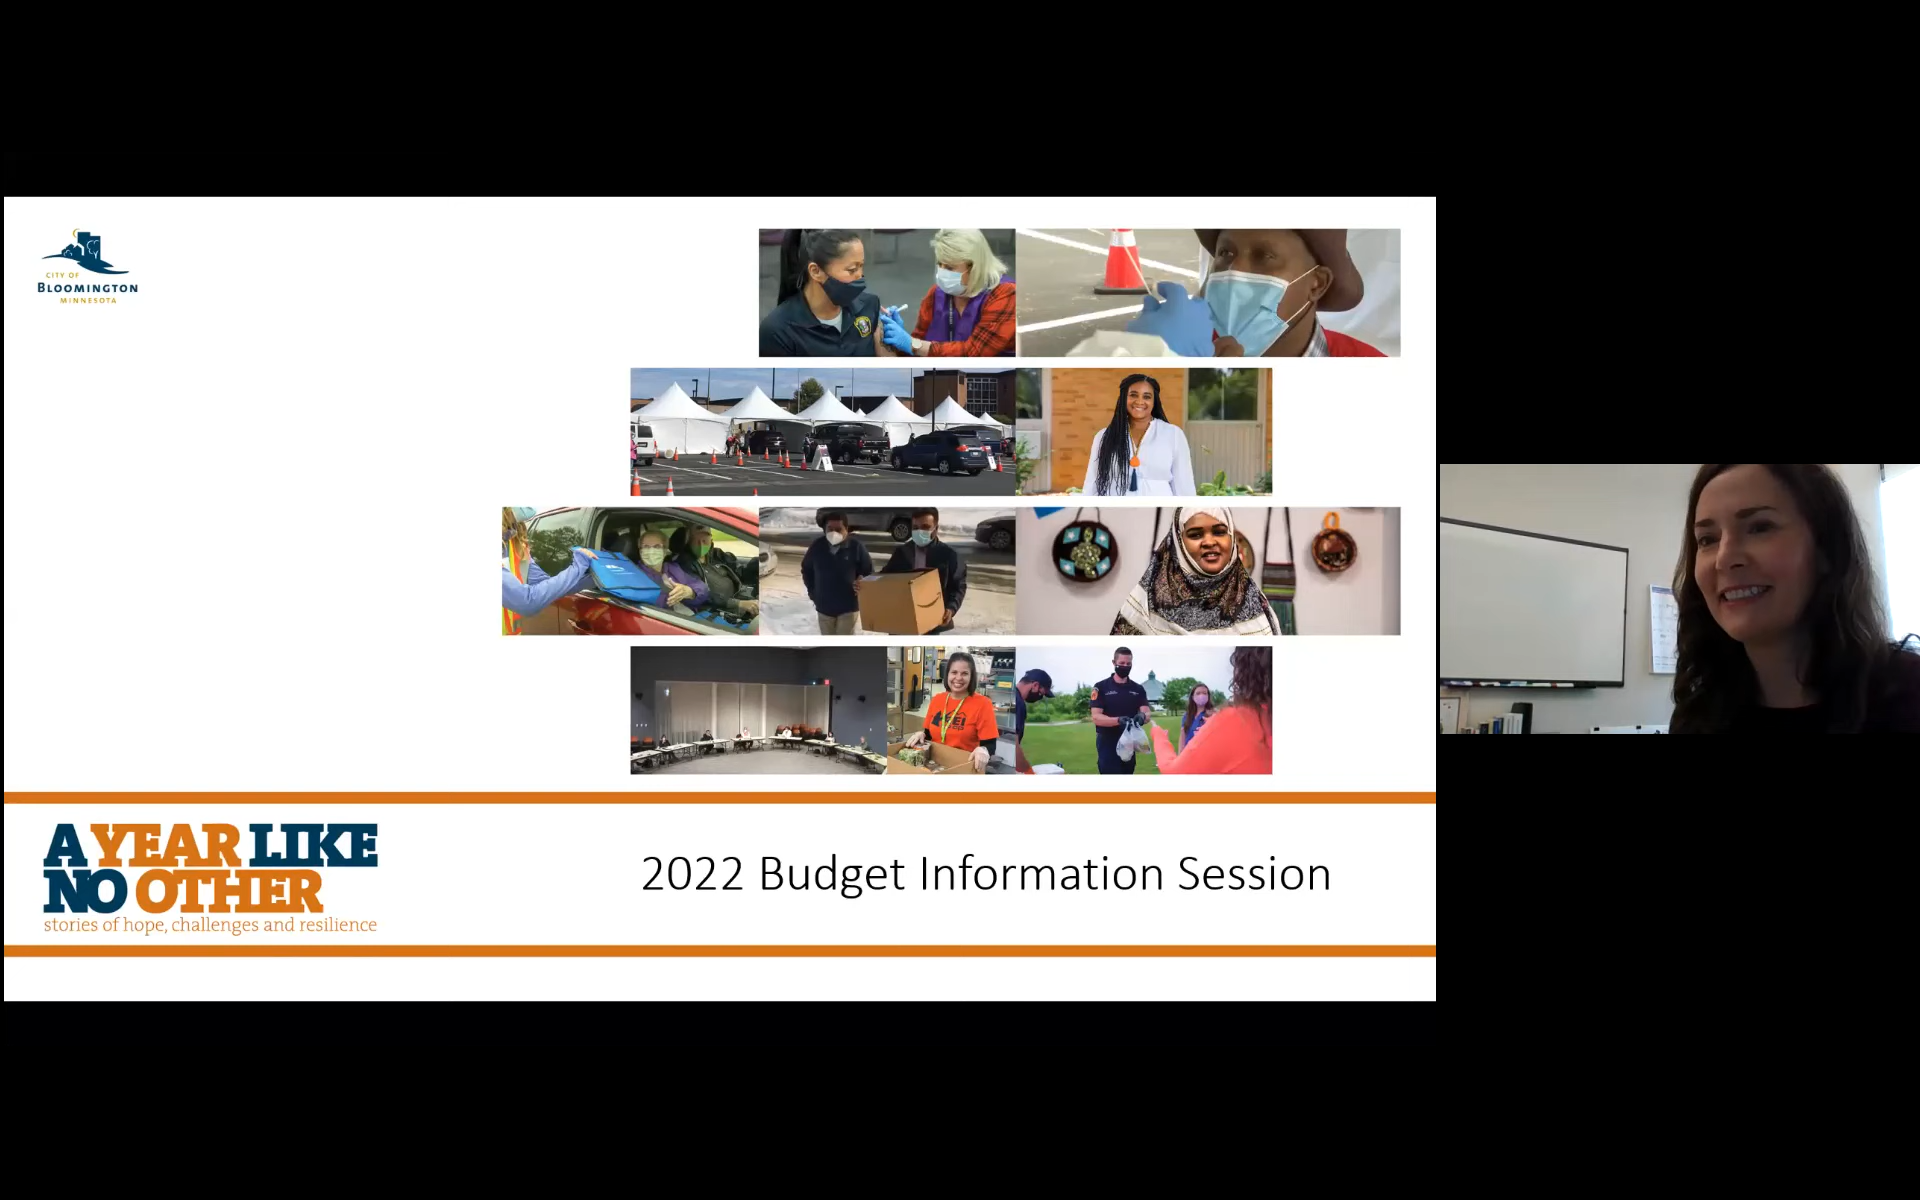 CITY OF
BLOOMINGTON
MINNESOTA
A YEAR LIKE
NO OTHER
stories of hope, challenges and resilience
2022 Budget Information Session